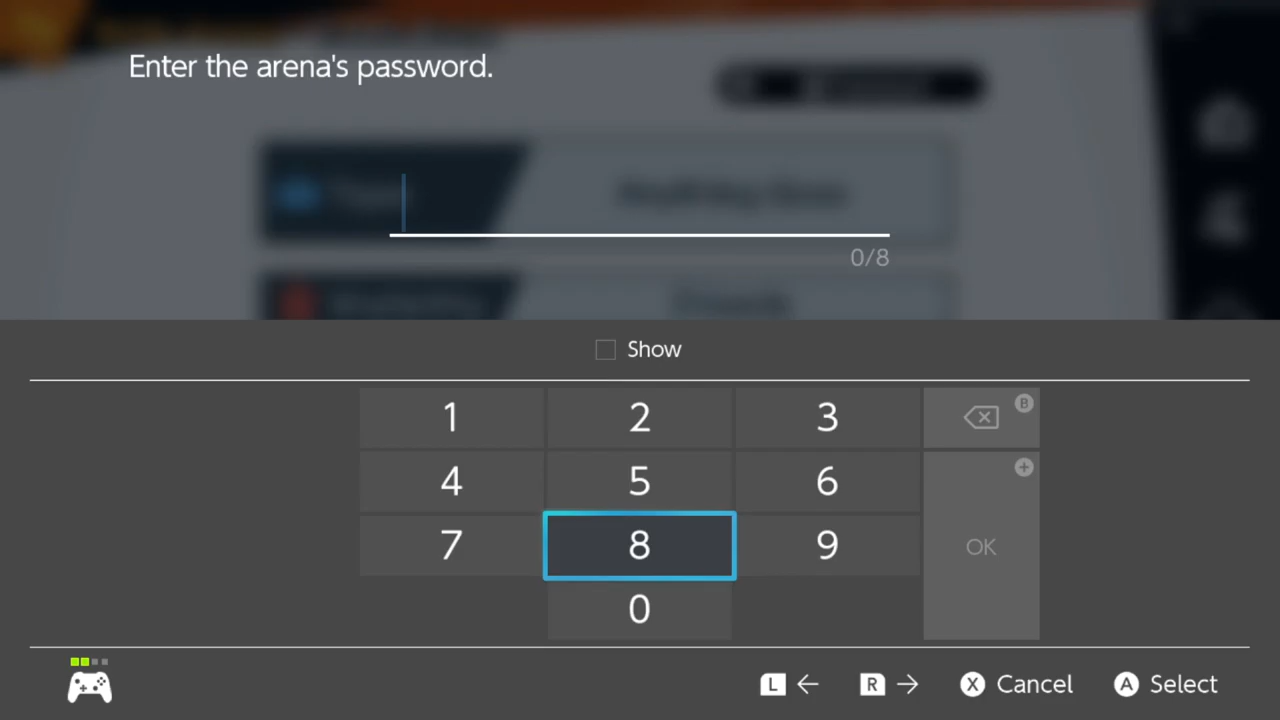 Enter the arena's password.
0/8
Show
1 2 3 B
4 5 6 +
7 8 9 OK
0
L ← R → X Cancel A Select